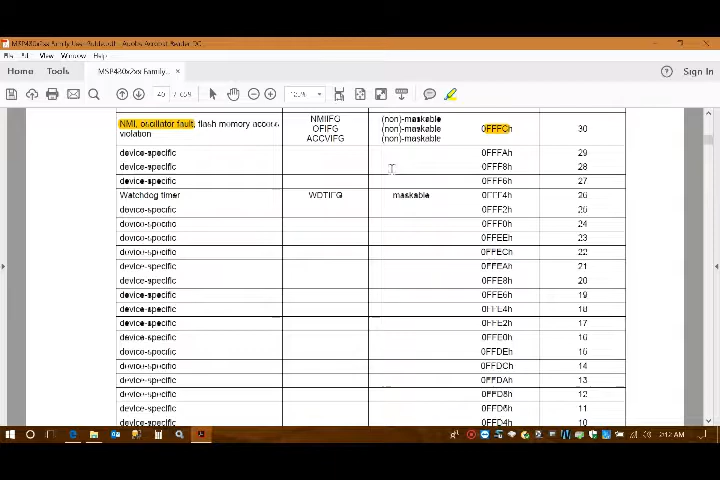 MSP430x2xx Family User Guide.pdf - Adobe Acrobat Reader DC
File Edit View Window Help
Home Tools MSP430x2xx Family... × Sign In
40 / 659 125%
NMI, oscillator fault, flash memory access violation NMIIFG OFIFG ACCVIFG (non)-maskable (non)-maskable (non)-maskable 0FFFCh 30
device-specific 0FFFAh 29
device-specific 0FFF8h 28
device-specific 0FFF6h 27
Watchdog timer WDTIFG maskable 0FFF4h 26
device-specific 0FFF2h 25
device-specific 0FFF0h 24
device-specific 0FFEEh 23
device-specific 0FFECh 22
device-specific 0FFEAh 21
device-specific 0FFE8h 20
device-specific 0FFE6h 19
device-specific 0FFE4h 18
device-specific 0FFE2h 17
device-specific 0FFE0h 16
device-specific 0FFDEh 15
device-specific 0FFDCh 14
device-specific 0FFDAh 13
device-specific 0FFD8h 12
device-specific 0FFD6h 11
device-specific 0FFD4h 10
:12 AM